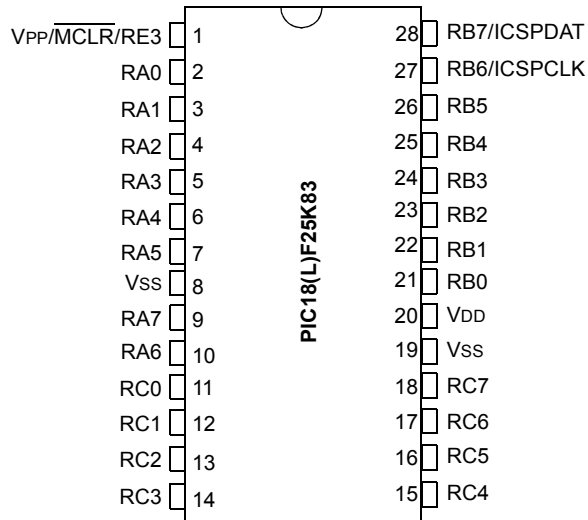 VPP/MCLR/RE3 1 28 RB7/ICSPDAT
RA0 2 27 RB6/ICSPCLK
RA1 3 26 RB5
RA2 4 25 RB4
RA3 5 24 RB3
RA4 6 23 RB2
RA5 7 22 RB1
VSS 8 21 RB0
RA7 9 20 VDD
RA6 10 19 VSS
RC0 11 18 RC7
RC1 12 17 RC6
RC2 13 16 RC5
RC3 14 15 RC4
PIC18(L)F25K83